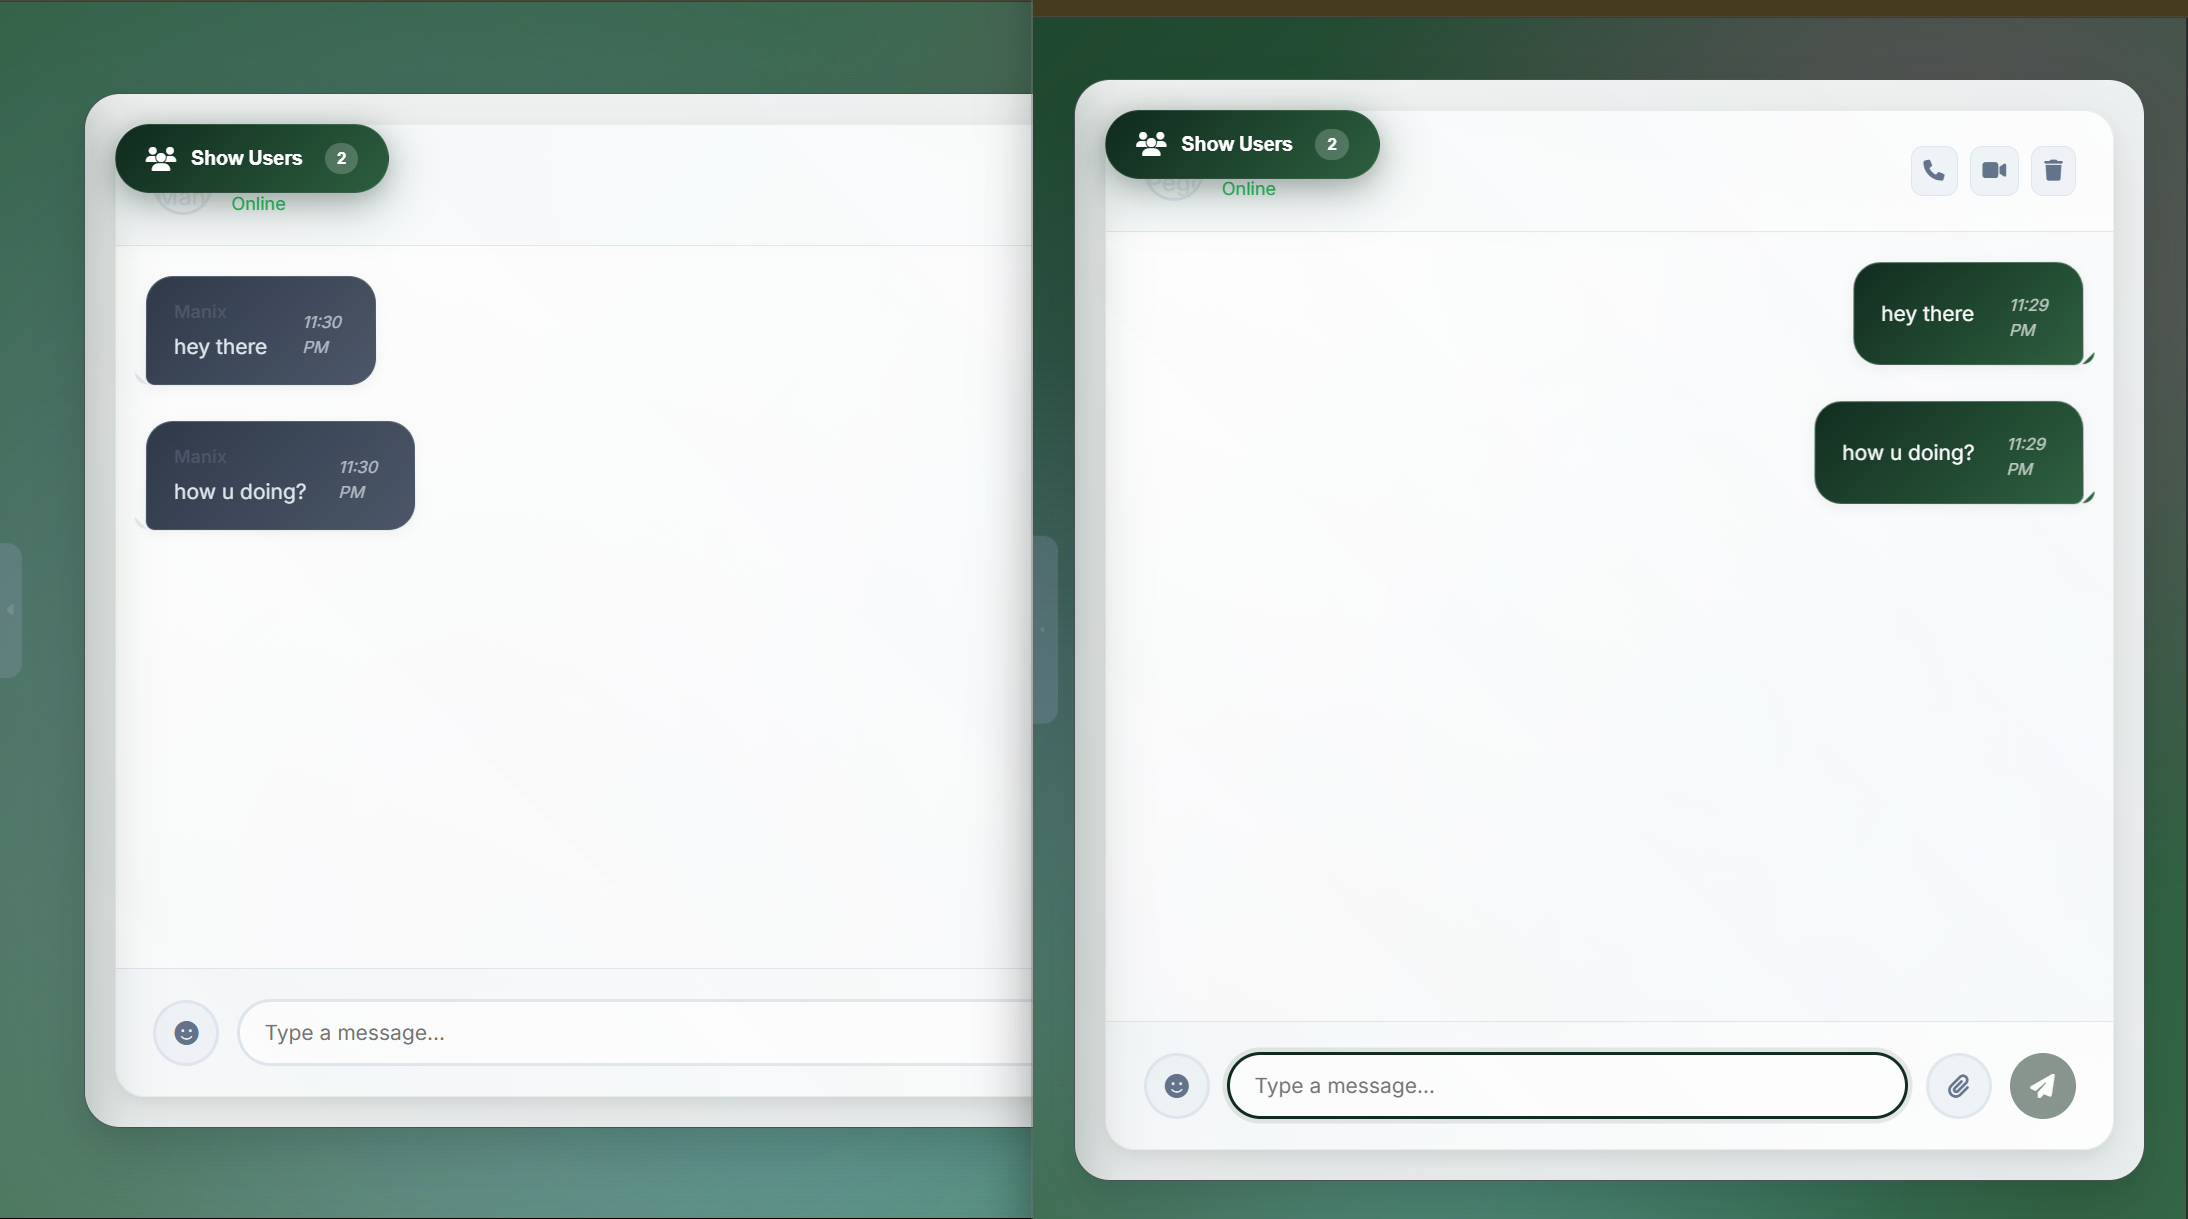 Show Users 2
Online
Manix
hey there
11:30
PM
Manix
how u doing?
11:30
PM
Type a message...
Show Users 2
Online
hey there
11:29
PM
how u doing?
11:29
PM
Type a message...